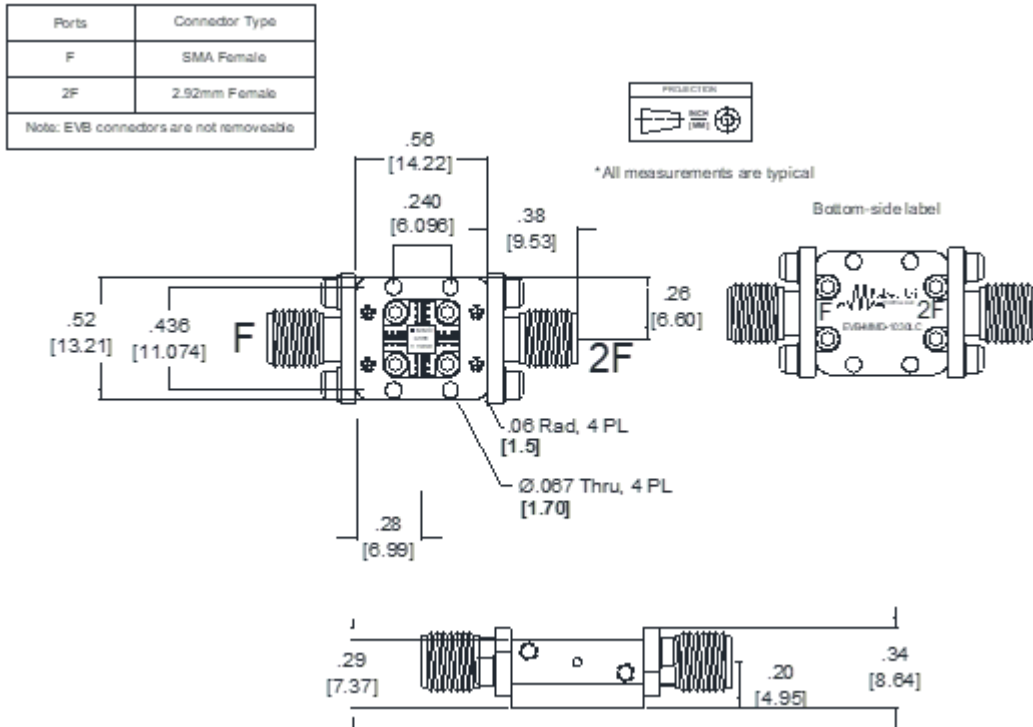 Ports Connector Type
F SMA Female
2F 2.92mm Female
Note: EVB connectors are not removeable
PROJECTION
INCH
[MM]
*All measurements are typical
Bottom-side label
.56
[14.22]
.240
[6.096]
.38
[9.53]
.26
[6.60]
.52
[13.21]
.436
[11.074]
F
2F
.06 Rad, 4 PL
[1.5]
Ø.067 Thru, 4 PL
[1.70]
.28
[6.99]
F
2F
.29
[7.37]
.20
[4.95]
.34
[8.64]